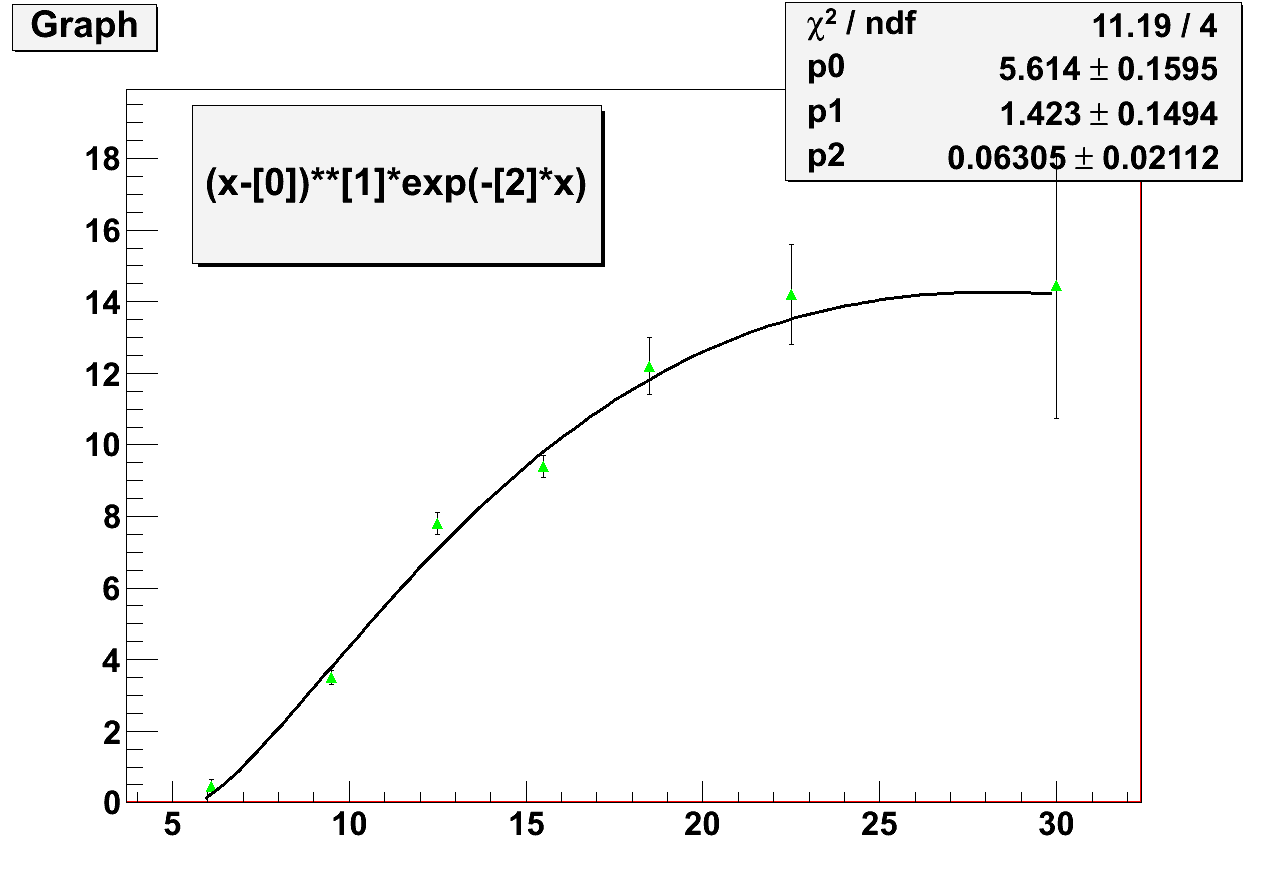 Graph
χ² / ndf 11.19 / 4
p0 5.614 ± 0.1595
p1 1.423 ± 0.1494
p2 0.06305 ± 0.02112
(x-[0])**[1]*exp(-[2]*x)
18
16
14
12
10
8
6
4
2
0
5 10 15 20 25 30